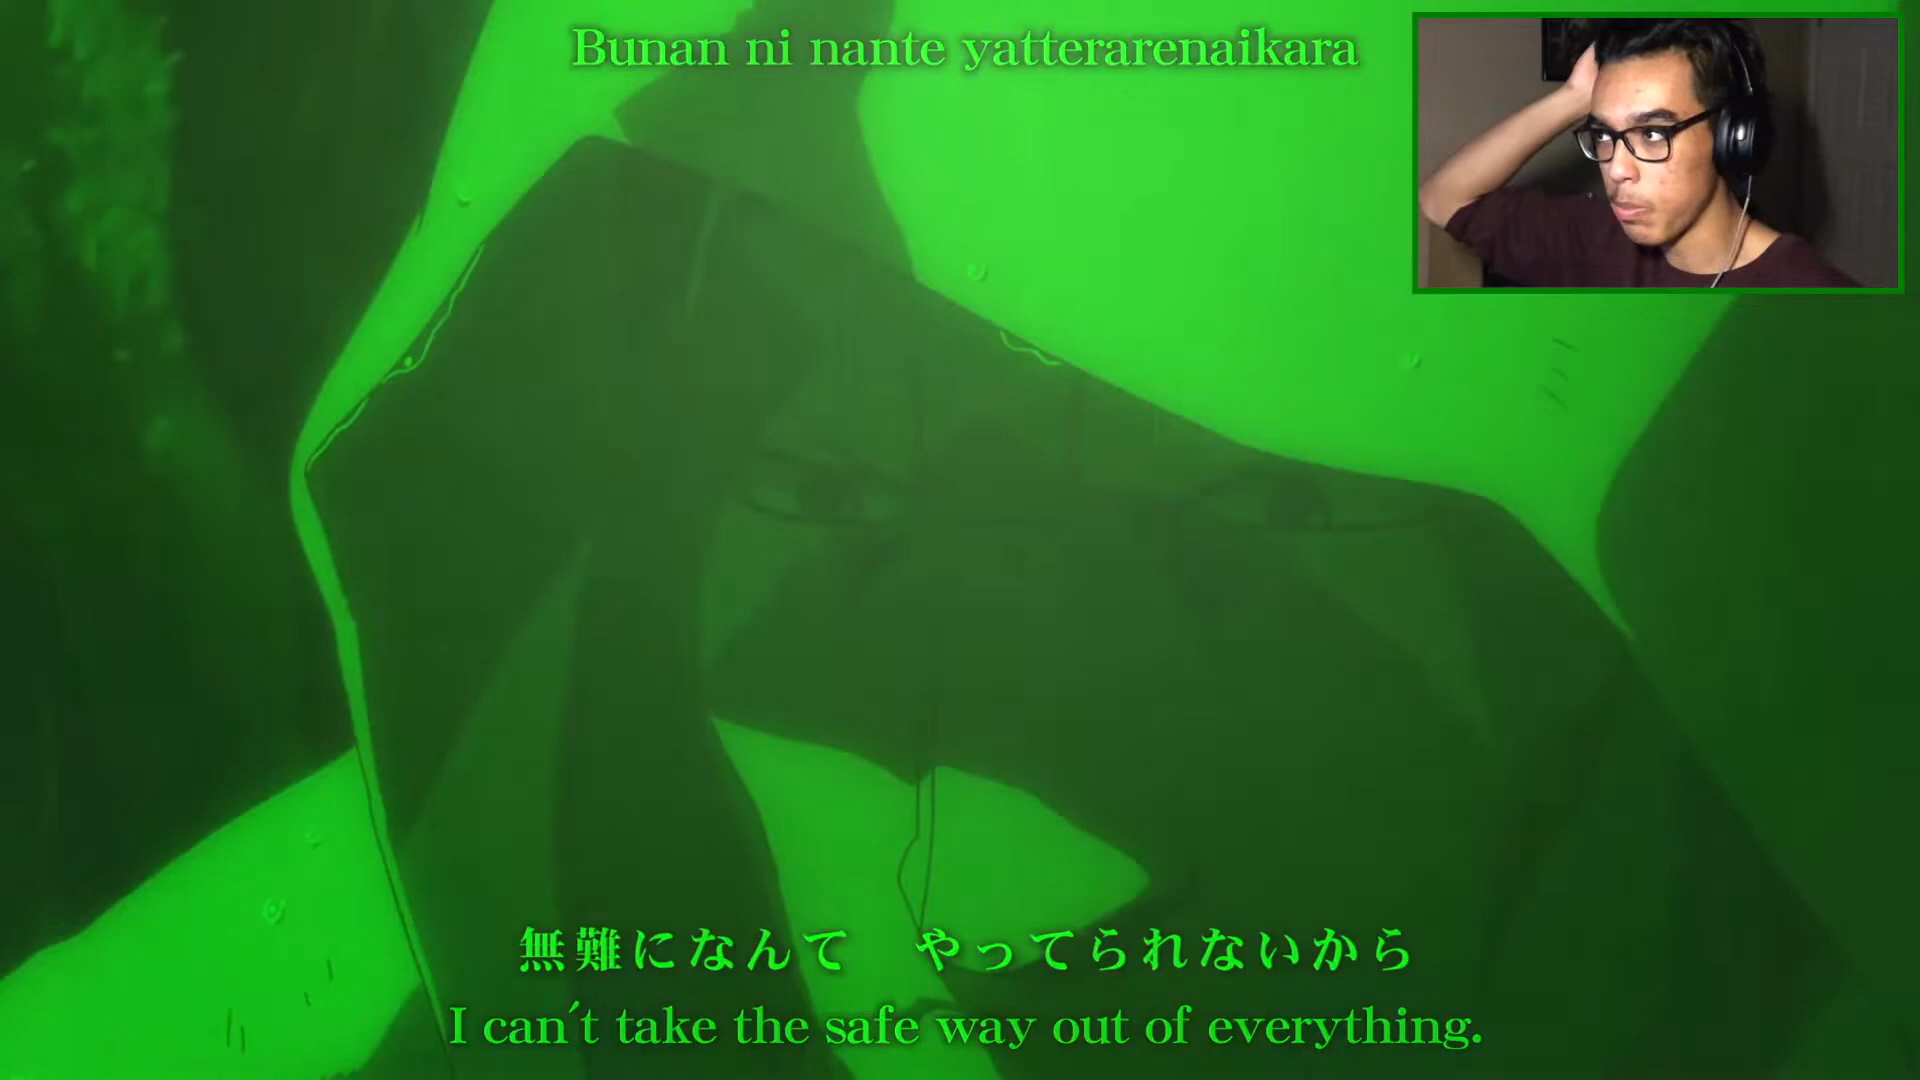 Bunan ni nante yatterarenaikara
無難になんて　やってられないから
I can't take the safe way out of everything.